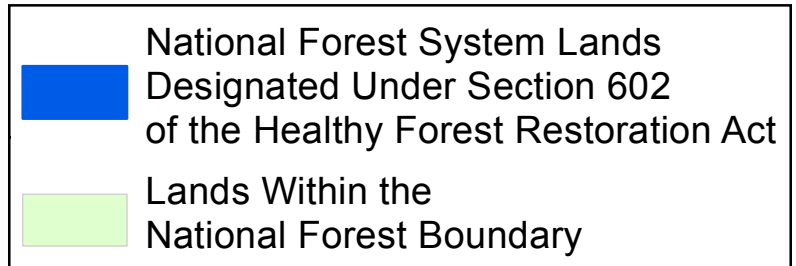 National Forest System Lands
Designated Under Section 602
of the Healthy Forest Restoration Act
Lands Within the
National Forest Boundary